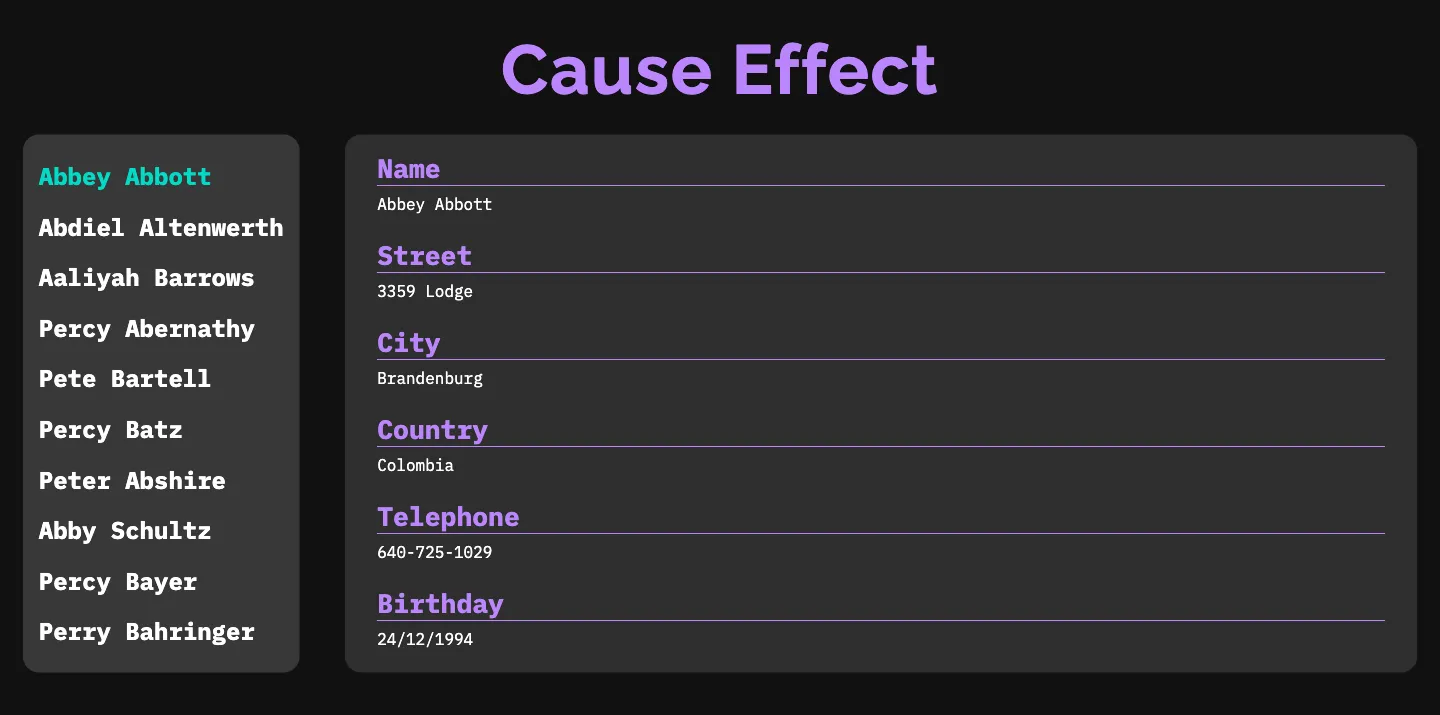 Cause Effect
Abbey Abbott
Abdiel Altenwerth
Aaliyah Barrows
Percy Abernathy
Pete Bartell
Percy Batz
Peter Abshire
Abby Schultz
Percy Bayer
Perry Bahringer
Name
Abbey Abbott
Street
3359 Lodge
City
Brandenburg
Country
Colombia
Telephone
640-725-1029
Birthday
24/12/1994